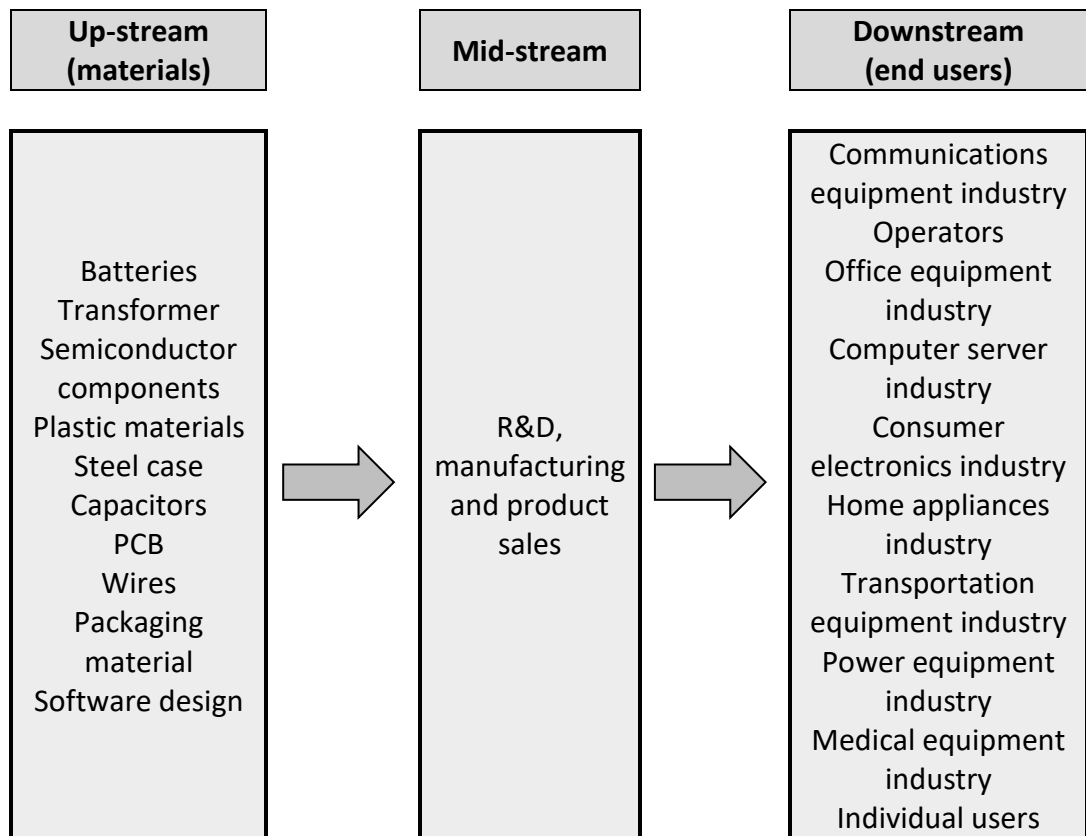 Up-stream
(materials)
Mid-stream
Downstream
(end users)
Batteries
Transformer
Semiconductor
components
Plastic materials
Steel case
Capacitors
PCB
Wires
Packaging
material
Software design
R&D,
manufacturing
and product
sales
Communications
equipment industry
Operators
Office equipment
industry
Computer server
industry
Consumer
electronics industry
Home appliances
industry
Transportation
equipment industry
Power equipment
industry
Medical equipment
industry
Individual users